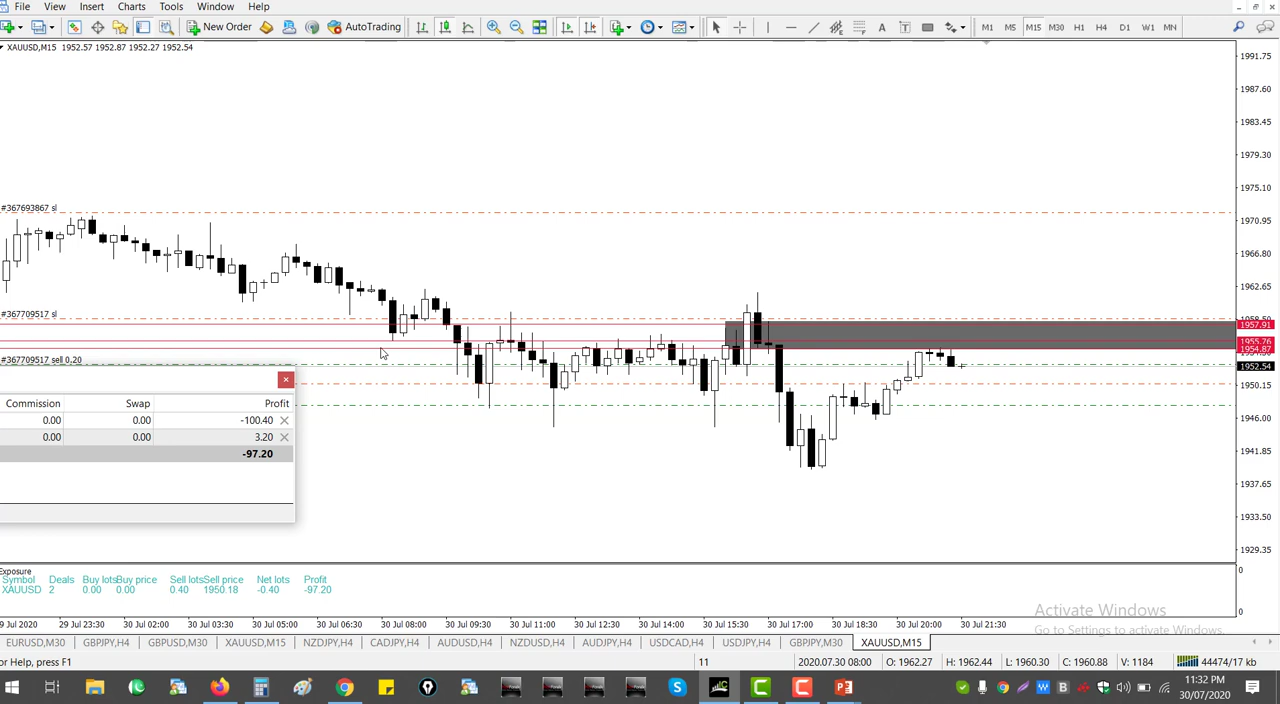 File View Insert Charts Tools Window Help
New Order AutoTrading A T M1 M5 M15 M30 H1 H4 D1 W1 MN
XAUUSD,M15 1952.57 1952.87 1952.27 1952.54
1991.75
1987.60
1983.45
1979.30
1975.10
#367693867 sl
1970.95
1966.80
1962.65
#367709517 sl
1957.91
1955.76
1954.87
#367709517 sell 0.20
1952.54
1950.15
Commission Swap Profit
0.00 0.00 -100.40
0.00 0.00 3.20
-97.20
1946.00
1941.85
1937.65
1933.50
1929.35
Exposure
Symbol Deals Buy lots Buy price Sell lots Sell price Net lots Profit
XAUUSD 2 0.00 0.00 0.40 1950.18 -0.40 -97.20
0
0
Activate Windows
Go to Settings to activate Windows.
9 Jul 2020 29 Jul 23:30 30 Jul 02:00 30 Jul 03:30 30 Jul 05:00 30 Jul 06:30 30 Jul 08:00 30 Jul 09:30 30 Jul 11:00 30 Jul 12:30 30 Jul 14:00 30 Jul 15:30 30 Jul 17:00 30 Jul 18:30 30 Jul 20:00 30 Jul 21:30
EURUSD,M30 GBPJPY,H4 GBPUSD,M30 XAUUSD,M15 NZDJPY,H4 CADJPY,H4 AUDUSD,H4 NZDUSD,H4 AUDJPY,H4 USDCAD,H4 USDJPY,H4 GBPJPY,M30 XAUUSD,M15
or Help, press F1 11 2020.07.30 08:00 O: 1962.27 H: 1962.44 L: 1960.30 C: 1960.88 V: 1184 44474/17 kb
11:32 PM
30/07/2020